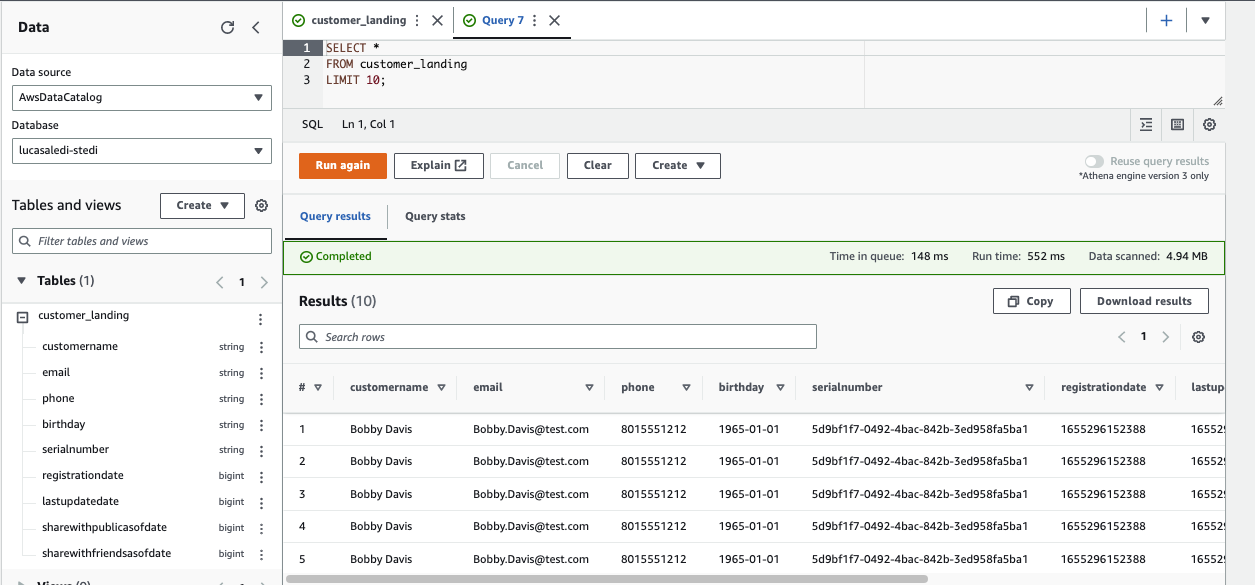 Data
Data source
AwsDataCatalog
Database
lucasaledi-stedi
Tables and views
Create
Filter tables and views
Tables (1)
1
customer_landing
customername string
email string
phone string
birthday string
serialnumber string
registrationdate bigint
lastupdatedate bigint
sharewithpublicasofdate bigint
sharewithfriendsasofdate bigint
customer_landing
Query 7
1 SELECT *
2 FROM customer_landing
3 LIMIT 10;
SQL Ln 1, Col 1
Run again Explain Cancel Clear Create
Reuse query results
*Athena engine version 3 only
Query results Query stats
Completed Time in queue: 148 ms Run time: 552 ms Data scanned: 4.94 MB
Results (10) Copy Download results
Search rows 1
# customername email phone birthday serialnumber registrationdate lastup
1 Bobby Davis Bobby.Davis@test.com 8015551212 1965-01-01 5d9bf1f7-0492-4bac-842b-3ed958fa5ba1 1655296152388 16552
2 Bobby Davis Bobby.Davis@test.com 8015551212 1965-01-01 5d9bf1f7-0492-4bac-842b-3ed958fa5ba1 1655296152388 16552
3 Bobby Davis Bobby.Davis@test.com 8015551212 1965-01-01 5d9bf1f7-0492-4bac-842b-3ed958fa5ba1 1655296152388 16552
4 Bobby Davis Bobby.Davis@test.com 8015551212 1965-01-01 5d9bf1f7-0492-4bac-842b-3ed958fa5ba1 1655296152388 16552
5 Bobby Davis Bobby.Davis@test.com 8015551212 1965-01-01 5d9bf1f7-0492-4bac-842b-3ed958fa5ba1 1655296152388 16552